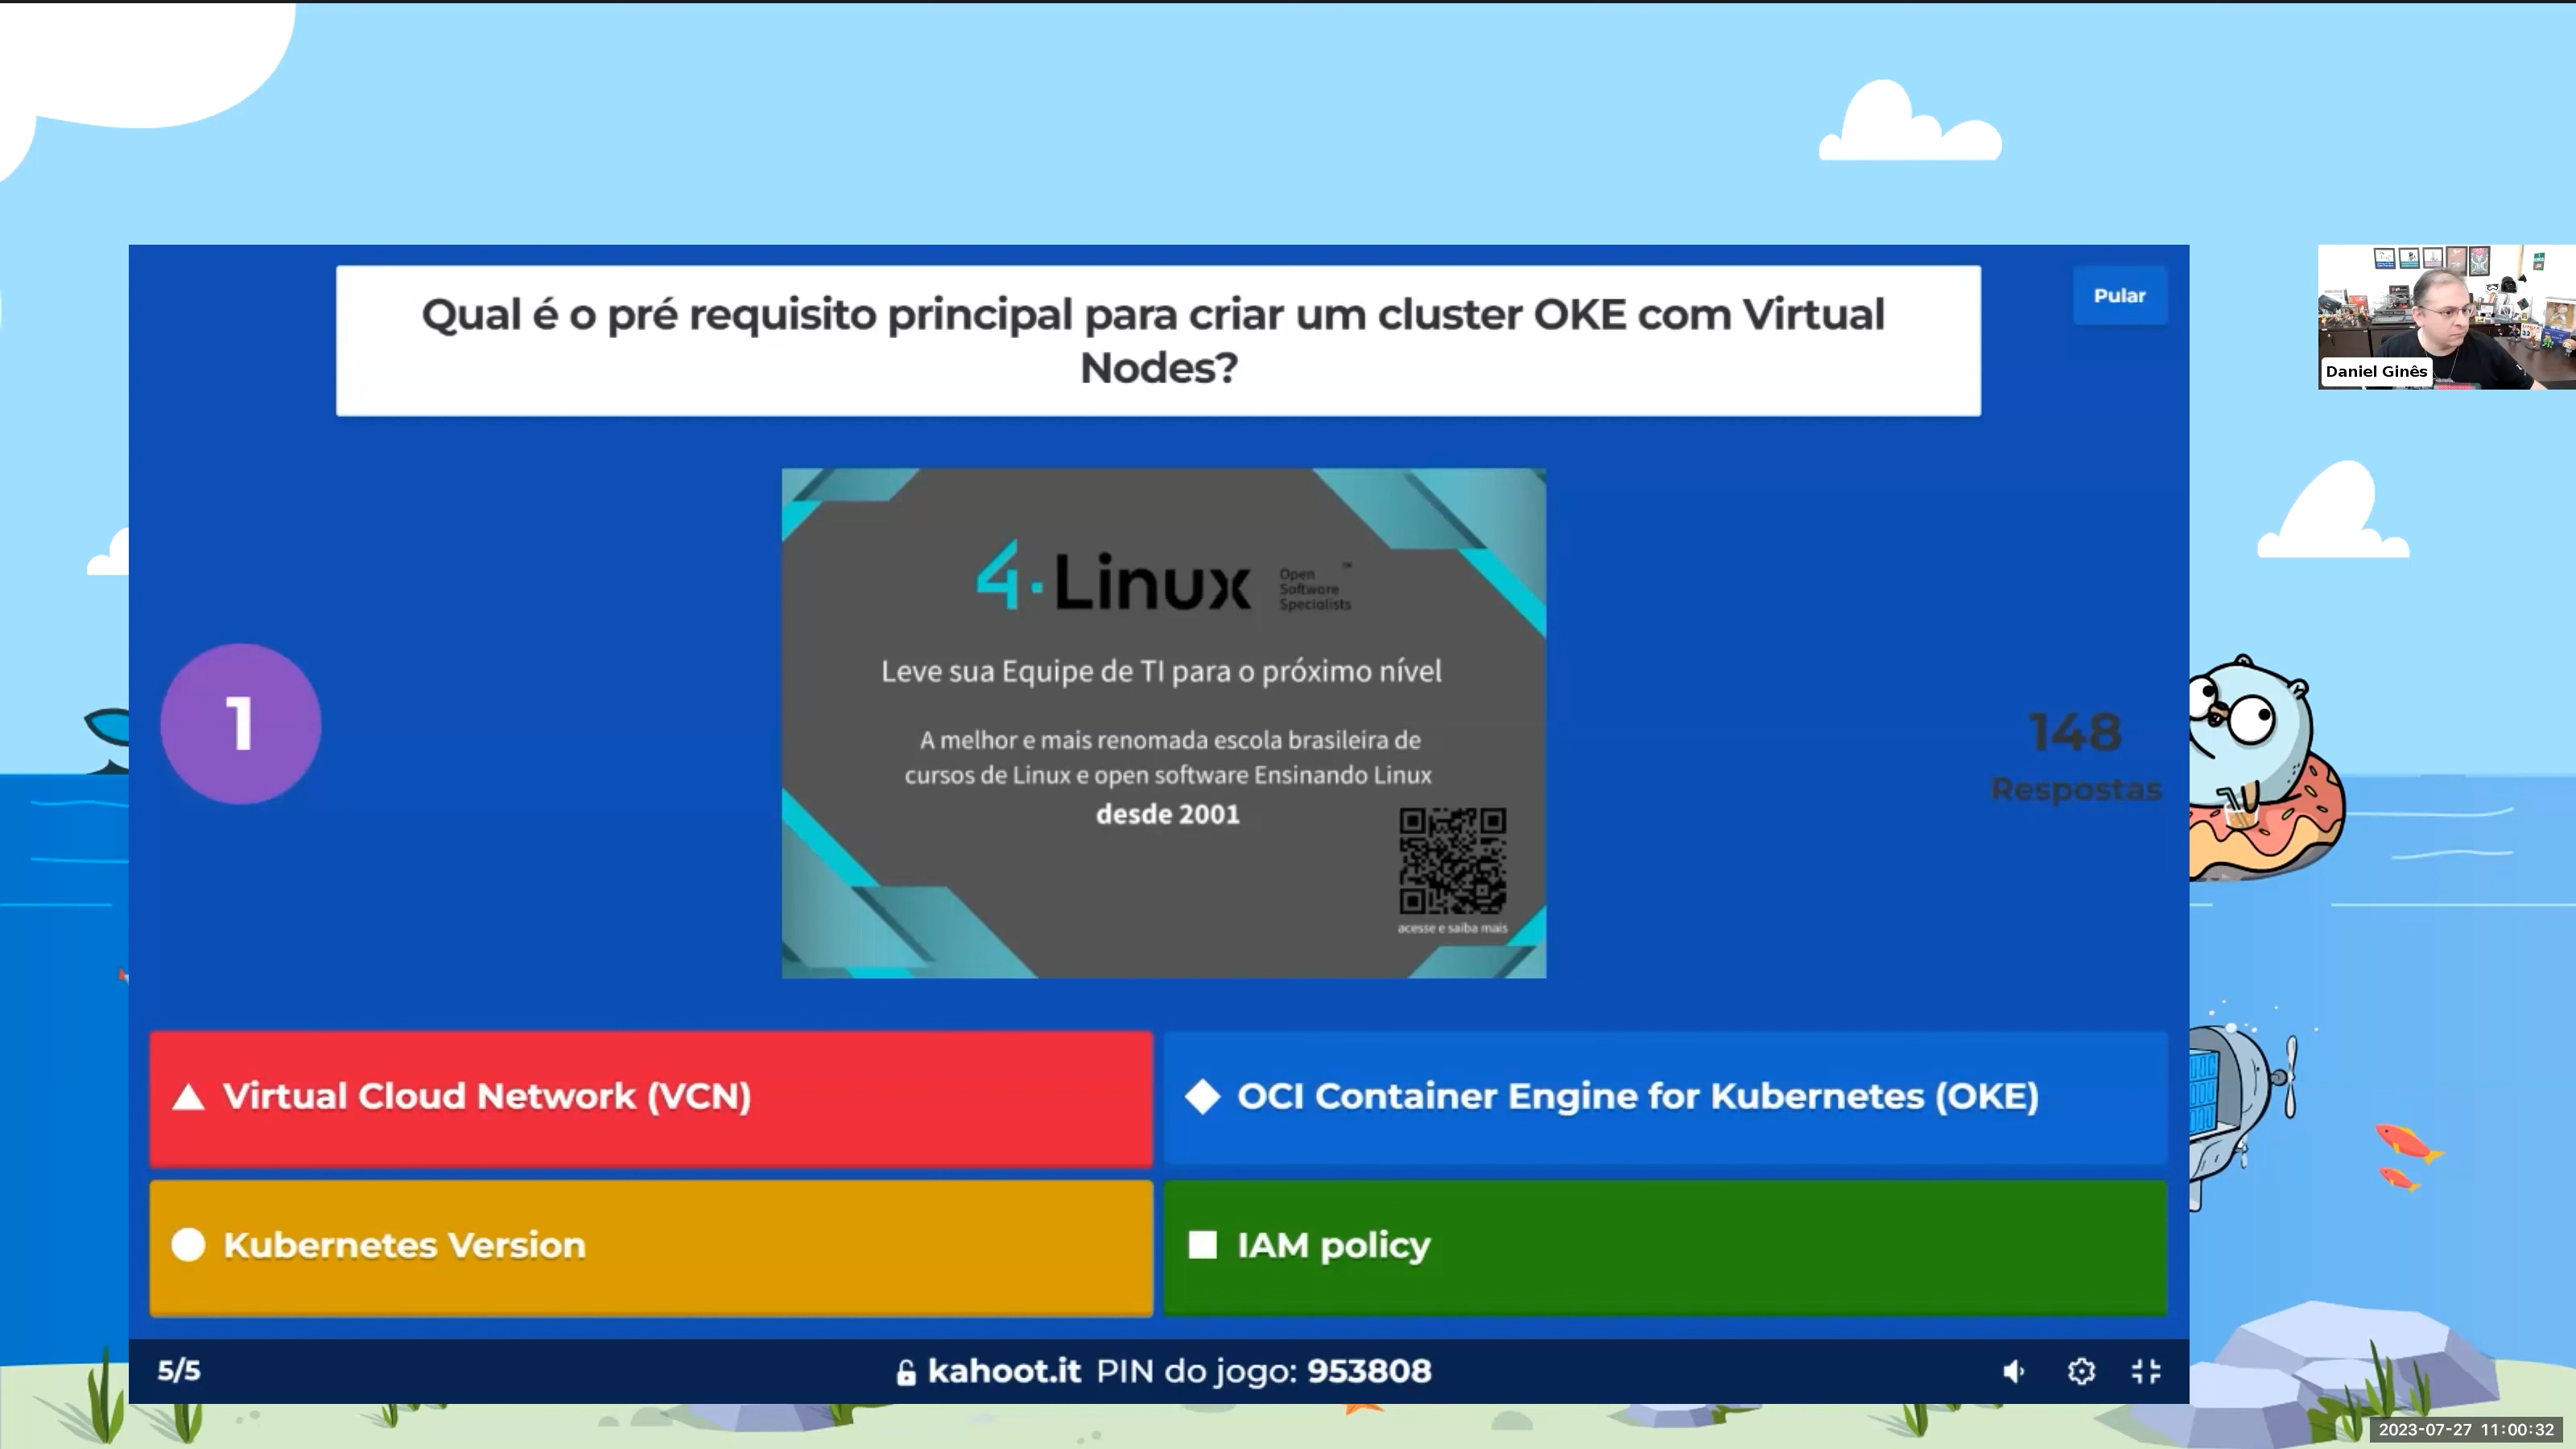 Qual é o pré requisito principal para criar um cluster OKE com Virtual
Nodes?
Pular
Daniel Ginês
4.Linux
Open
Software
Specialists
™
Leve sua Equipe de TI para o próximo nível
A melhor e mais renomada escola brasileira de
cursos de Linux e open software Ensinando Linux
desde 2001
acesse e saiba mais
1
148
Respostas
Virtual Cloud Network (VCN)
OCI Container Engine for Kubernetes (OKE)
Kubernetes Version
IAM policy
5/5
kahoot.it PIN do jogo: 953808
2023-07-27 11:00:32